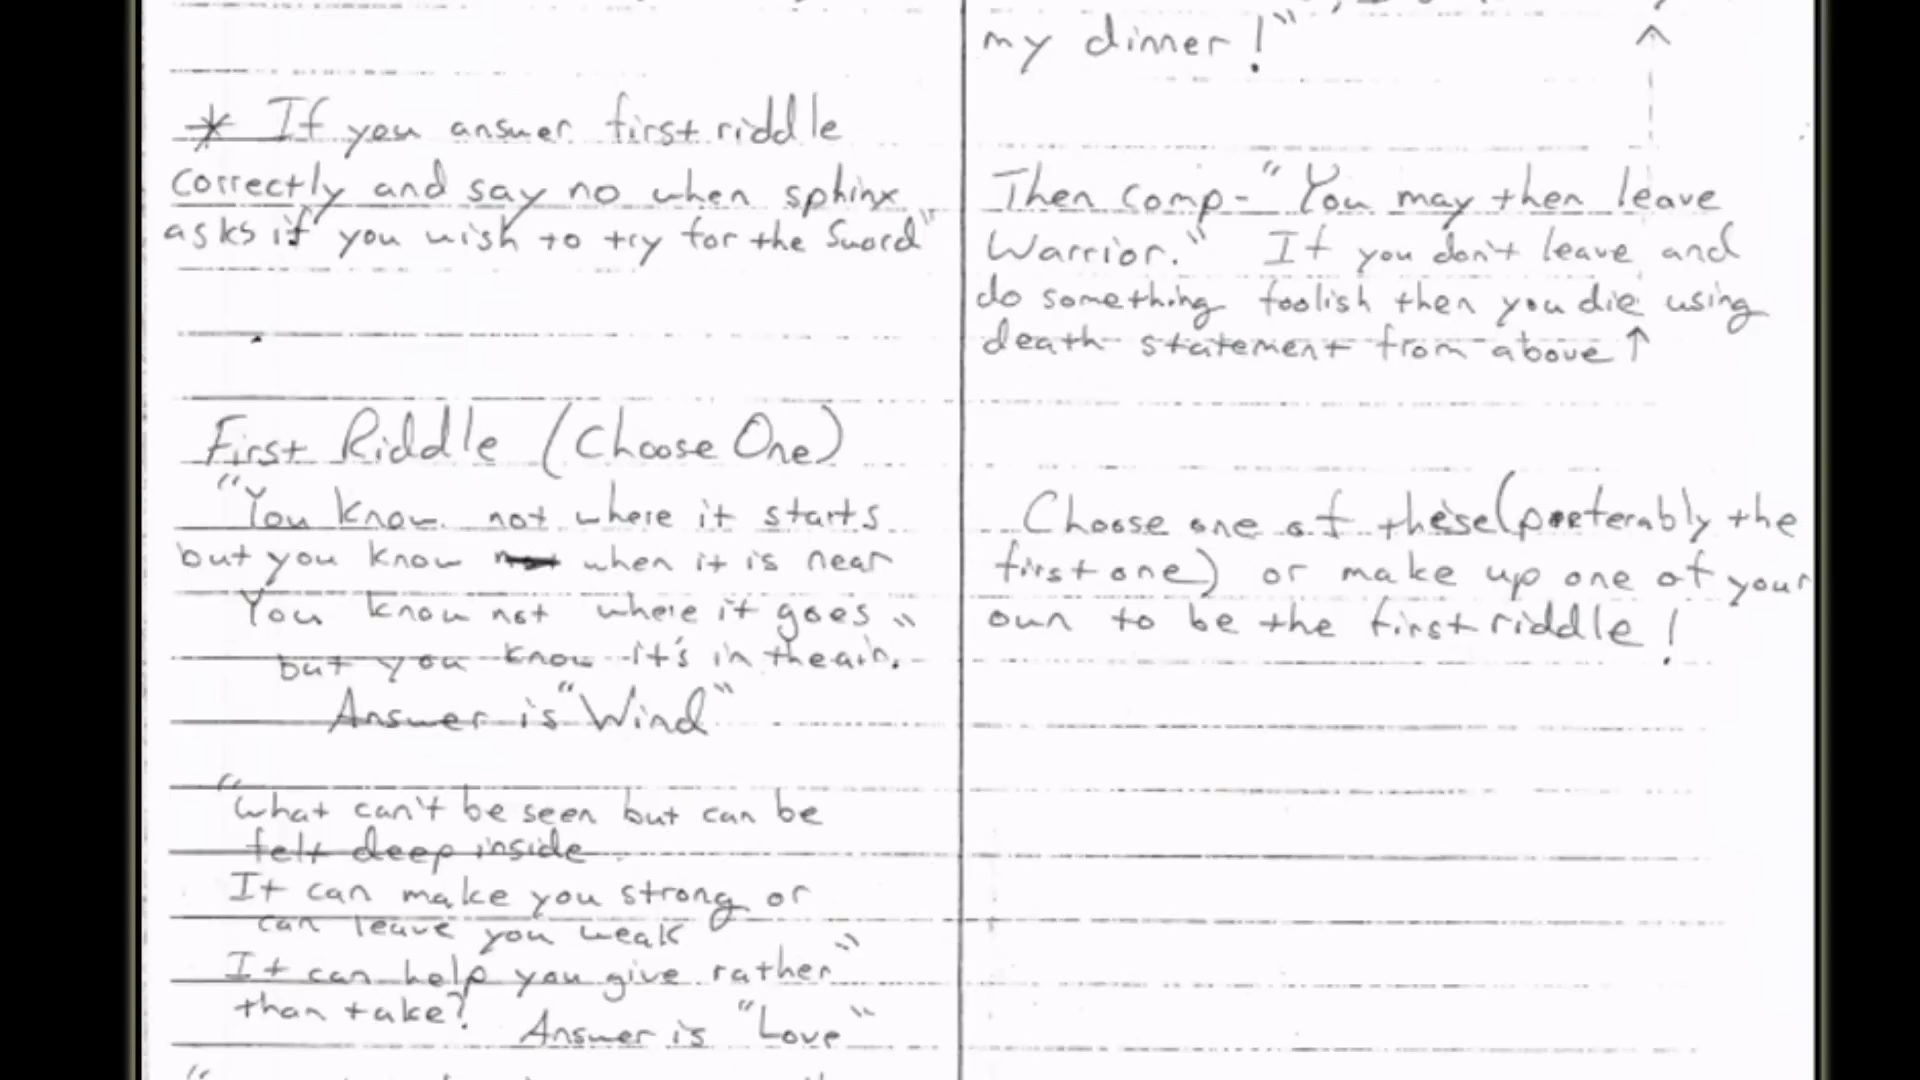 * If you answer first riddle
correctly and say no when sphinx
asks if you wish to try for the Sword"
First Riddle (Choose One)
"You know not where it starts
but you know when it is near
You know not where it goes "
but you know it's in the air.
Answer is "Wind"
"What can't be seen but can be
felt deep inside
It can make you strong or
can leave you weak
It can help you give rather"
than take?
Answer is "Love"
my dinner!"
Then comp - "You may then leave
Warrior." If you don't leave and
do something foolish then you die using
death statement from above ↑
Choose one of these (preferably the
first one) or make up one of your
own to be the first riddle!